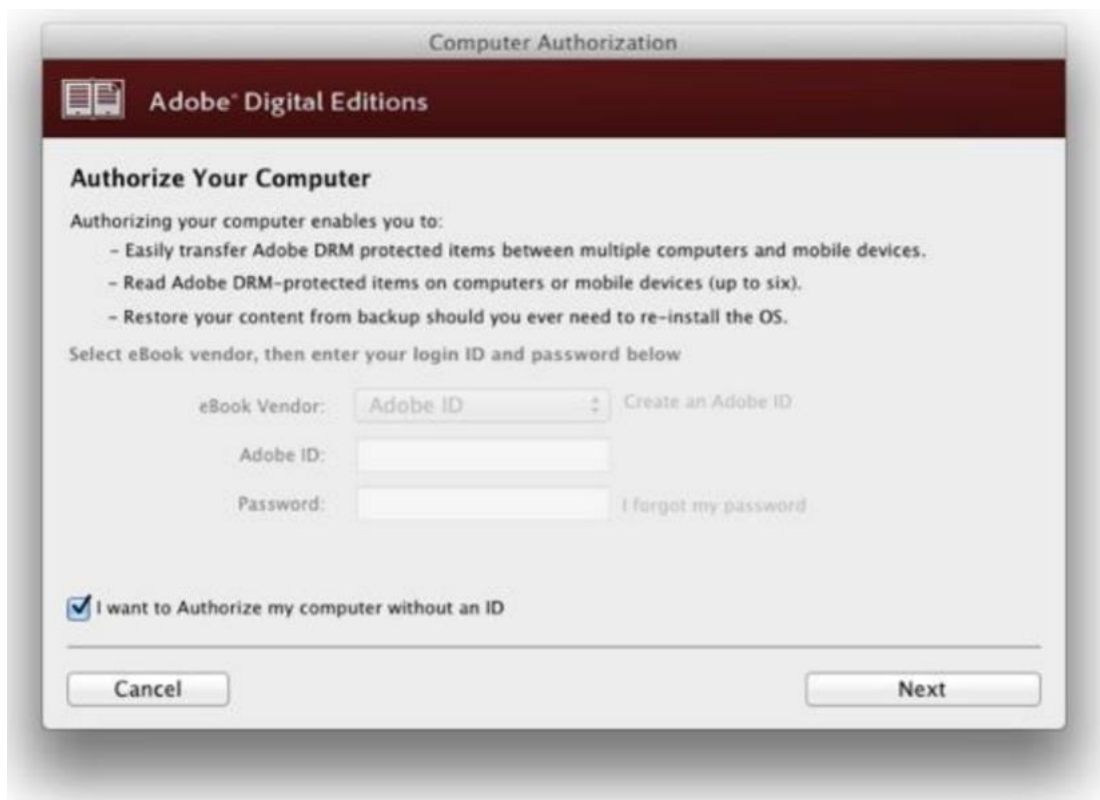 Computer Authorization
Adobe® Digital Editions
Authorize Your Computer
Authorizing your computer enables you to:
- Easily transfer Adobe DRM protected items between multiple computers and mobile devices.
- Read Adobe DRM-protected items on computers or mobile devices (up to six).
- Restore your content from backup should you ever need to re-install the OS.
Select eBook vendor, then enter your login ID and password below
eBook Vendor: Adobe ID Create an Adobe ID
Adobe ID:
Password: I forgot my password
I want to Authorize my computer without an ID
Cancel Next